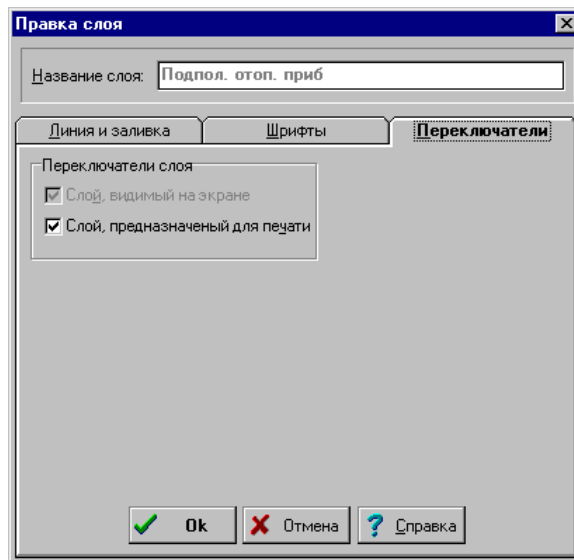 Правка слоя
Название слоя: Подпол. отоп. приб
Линия и заливка Шрифты Переключатели
Переключатели слоя
Слой, видимый на экране
Слой, предназначеный для печати
Ok Отмена Справка